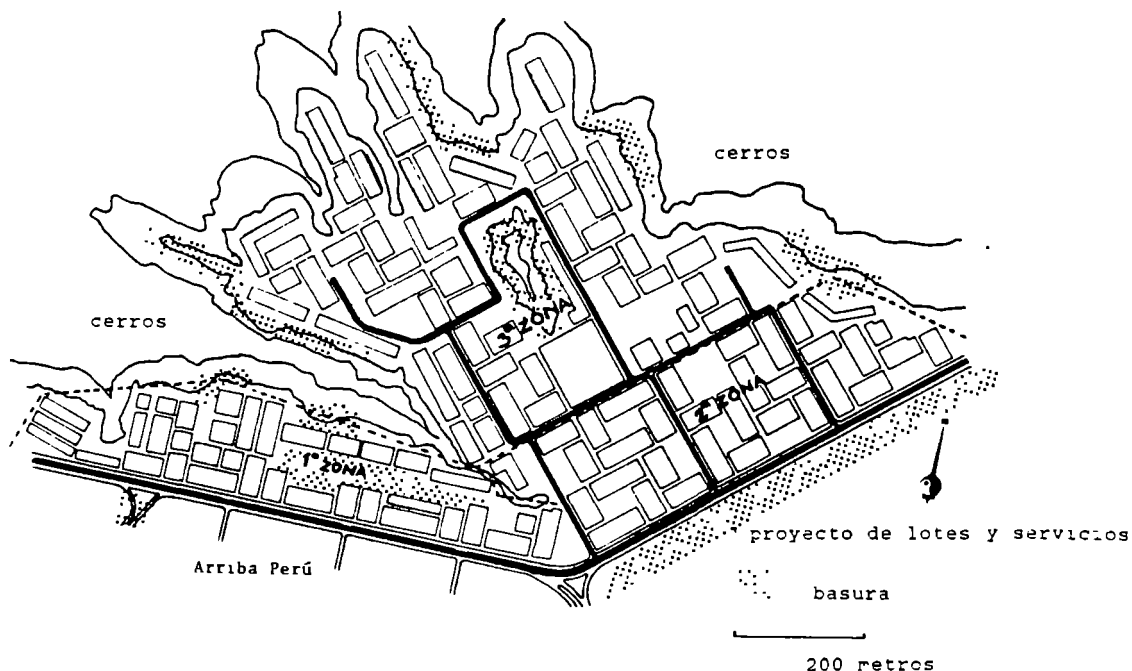 cerros
cerros
3ª ZONA
2ª ZONA
1ª ZONA
Arriba Perú
proyecto de lotes y servicios
basura
200 metros